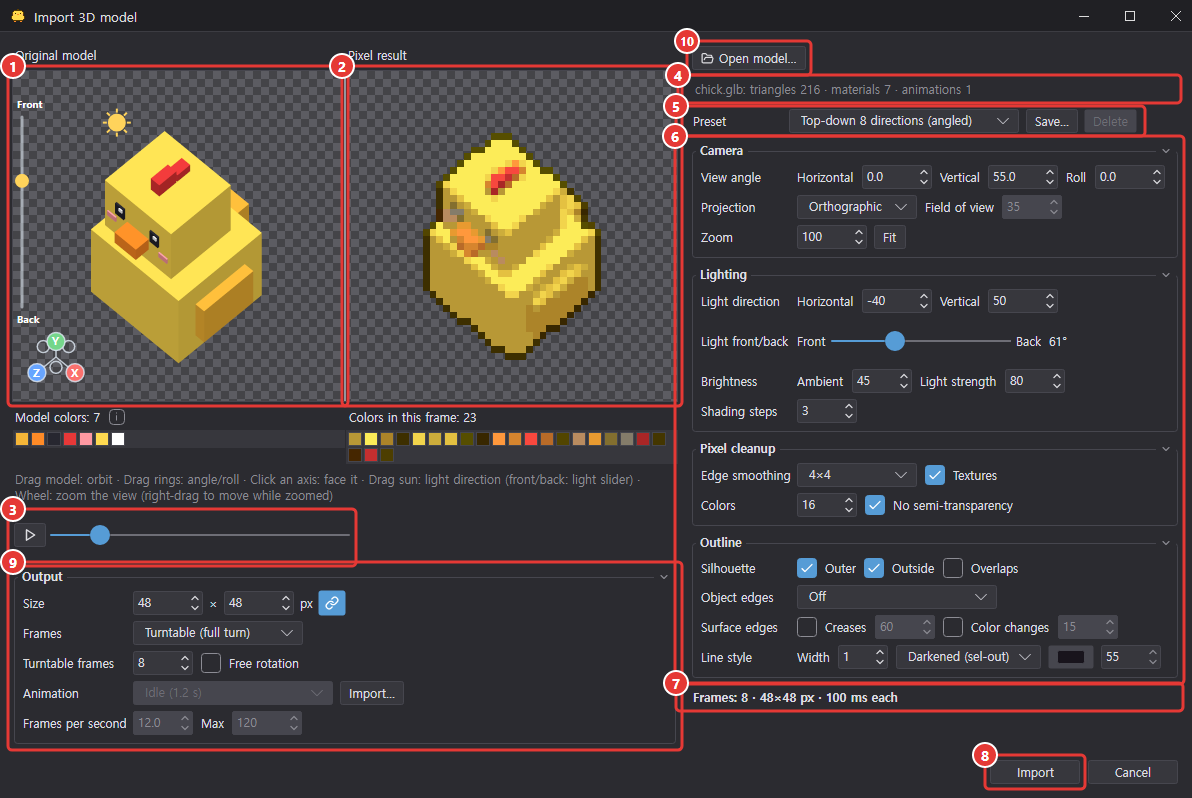 Import 3D model
Original model
Pixel result
10
Open model...
1
2
4
chick.glb: triangles 216 · materials 7 · animations 1
5
Preset Top-down 8 directions (angled) Save... Delete
6
Front
Back
Y
Z
X
Camera
View angle Horizontal 0.0 Vertical 55.0 Roll 0.0
Projection Orthographic Field of view 35
Zoom 100 Fit
Lighting
Light direction Horizontal -40 Vertical 50
Light front/back Front Back 61°
Brightness Ambient 45 Light strength 80
Shading steps 3
Model colors: 7 i
Colors in this frame: 23
Pixel cleanup
Edge smoothing 4×4 Textures
Colors 16 No semi-transparency
Drag model: orbit · Drag rings: angle/roll · Click an axis: face it · Drag sun: light direction (front/back: light slider) ·
Wheel: zoom the view (right-drag to move while zoomed)
3
Outline
Silhouette Outer Outside Overlaps
Object edges Off
Surface edges Creases 60 Color changes 15
Line style Width 1 Darkened (sel-out) 55
9
Output
Size 48 × 48 px
Frames Turntable (full turn)
Turntable frames 8 Free rotation
Animation Idle (1.2 s) Import...
Frames per second 12.0 Max 120
7
Frames: 8 · 48×48 px · 100 ms each
8
Import
Cancel